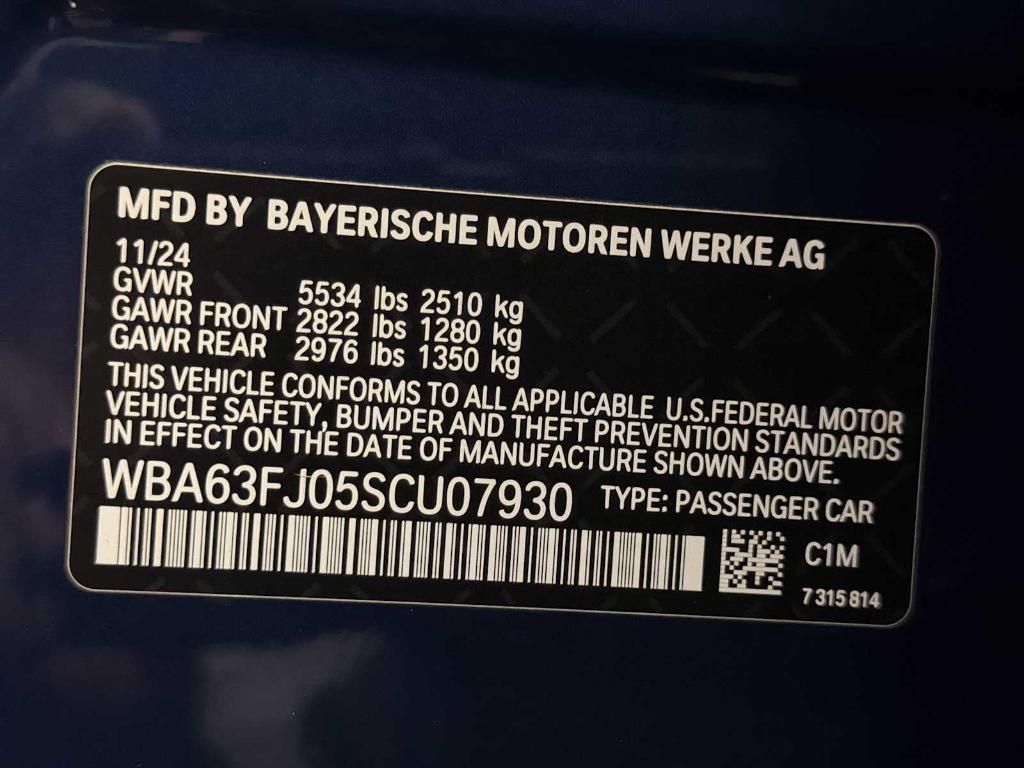 MFD BY BAYERISCHE MOTOREN WERKE AG
11/24
GVWR 5534 lbs 2510 kg
GAWR FRONT 2822 lbs 1280 kg
GAWR REAR 2976 lbs 1350 kg
THIS VEHICLE CONFORMS TO ALL APPLICABLE U.S.FEDERAL MOTOR
VEHICLE SAFETY, BUMPER AND THEFT PREVENTION STANDARDS
IN EFFECT ON THE DATE OF MANUFACTURE SHOWN ABOVE.
WBA63FJ05SCU07930 TYPE: PASSENGER CAR
C1M
7 315 814